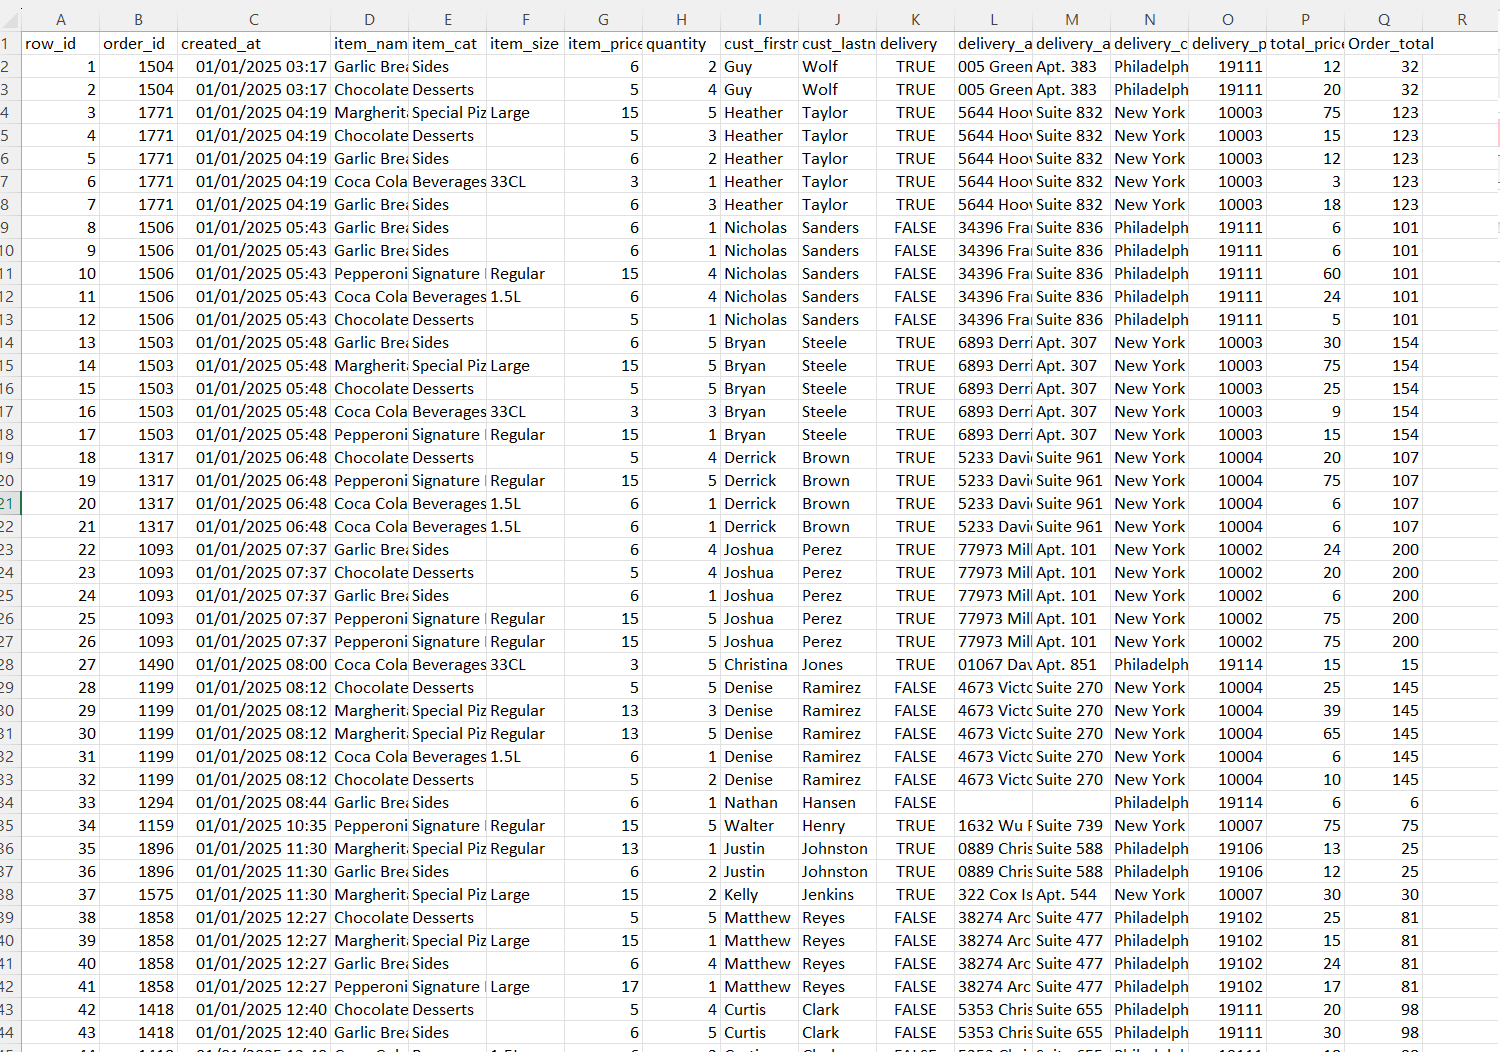 A B C D E F G H I J K L M N O P Q R
1 row_id order_id created_at item_nam item_cat item_size item_price quantity cust_firstn cust_lastn delivery delivery_a delivery_a delivery_c delivery_p total_price Order_total
2 1 1504 01/01/2025 03:17 Garlic Brea Sides 6 2 Guy Wolf TRUE 005 Green Apt. 383 Philadelph 19111 12 32
3 2 1504 01/01/2025 03:17 Chocolate Desserts 5 4 Guy Wolf TRUE 005 Green Apt. 383 Philadelph 19111 20 32
4 3 1771 01/01/2025 04:19 Margherit Special Piz Large 15 5 Heather Taylor TRUE 5644 Hoov Suite 832 New York 10003 75 123
5 4 1771 01/01/2025 04:19 Chocolate Desserts 5 3 Heather Taylor TRUE 5644 Hoov Suite 832 New York 10003 15 123
6 5 1771 01/01/2025 04:19 Garlic Brea Sides 6 2 Heather Taylor TRUE 5644 Hoov Suite 832 New York 10003 12 123
7 6 1771 01/01/2025 04:19 Coca Cola Beverages 33CL 3 1 Heather Taylor TRUE 5644 Hoov Suite 832 New York 10003 3 123
8 7 1771 01/01/2025 04:19 Garlic Brea Sides 6 3 Heather Taylor TRUE 5644 Hoov Suite 832 New York 10003 18 123
9 8 1506 01/01/2025 05:43 Garlic Brea Sides 6 1 Nicholas Sanders FALSE 34396 Fra Suite 836 Philadelph 19111 6 101
10 9 1506 01/01/2025 05:43 Garlic Brea Sides 6 1 Nicholas Sanders FALSE 34396 Fra Suite 836 Philadelph 19111 6 101
11 10 1506 01/01/2025 05:43 Pepperoni Signature Regular 15 4 Nicholas Sanders FALSE 34396 Fra Suite 836 Philadelph 19111 60 101
12 11 1506 01/01/2025 05:43 Coca Cola Beverages 1.5L 6 4 Nicholas Sanders FALSE 34396 Fra Suite 836 Philadelph 19111 24 101
13 12 1506 01/01/2025 05:43 Chocolate Desserts 5 1 Nicholas Sanders FALSE 34396 Fra Suite 836 Philadelph 19111 5 101
14 13 1503 01/01/2025 05:48 Garlic Brea Sides 6 5 Bryan Steele TRUE 6893 Derri Apt. 307 New York 10003 30 154
15 14 1503 01/01/2025 05:48 Margherit Special Piz Large 15 5 Bryan Steele TRUE 6893 Derri Apt. 307 New York 10003 75 154
16 15 1503 01/01/2025 05:48 Chocolate Desserts 5 5 Bryan Steele TRUE 6893 Derri Apt. 307 New York 10003 25 154
17 16 1503 01/01/2025 05:48 Coca Cola Beverages 33CL 3 3 Bryan Steele TRUE 6893 Derri Apt. 307 New York 10003 9 154
18 17 1503 01/01/2025 05:48 Pepperoni Signature Regular 15 1 Bryan Steele TRUE 6893 Derri Apt. 307 New York 10003 15 154
19 18 1317 01/01/2025 06:48 Chocolate Desserts 5 4 Derrick Brown TRUE 5233 Davi Suite 961 New York 10004 20 107
20 19 1317 01/01/2025 06:48 Pepperoni Signature Regular 15 5 Derrick Brown TRUE 5233 Davi Suite 961 New York 10004 75 107
21 20 1317 01/01/2025 06:48 Coca Cola Beverages 1.5L 6 1 Derrick Brown TRUE 5233 Davi Suite 961 New York 10004 6 107
22 21 1317 01/01/2025 06:48 Coca Cola Beverages 1.5L 6 1 Derrick Brown TRUE 5233 Davi Suite 961 New York 10004 6 107
23 22 1093 01/01/2025 07:37 Garlic Brea Sides 6 4 Joshua Perez TRUE 77973 Mill Apt. 101 New York 10002 24 200
24 23 1093 01/01/2025 07:37 Chocolate Desserts 5 4 Joshua Perez TRUE 77973 Mill Apt. 101 New York 10002 20 200
25 24 1093 01/01/2025 07:37 Garlic Brea Sides 6 1 Joshua Perez TRUE 77973 Mill Apt. 101 New York 10002 6 200
26 25 1093 01/01/2025 07:37 Pepperoni Signature Regular 15 5 Joshua Perez TRUE 77973 Mill Apt. 101 New York 10002 75 200
27 26 1093 01/01/2025 07:37 Pepperoni Signature Regular 15 5 Joshua Perez TRUE 77973 Mill Apt. 101 New York 10002 75 200
28 27 1490 01/01/2025 08:00 Coca Cola Beverages 33CL 3 5 Christina Jones TRUE 01067 Dav Apt. 851 Philadelph 19114 15 15
29 28 1199 01/01/2025 08:12 Chocolate Desserts 5 5 Denise Ramirez FALSE 4673 Victo Suite 270 New York 10004 25 145
30 29 1199 01/01/2025 08:12 Margherit Special Piz Regular 13 3 Denise Ramirez FALSE 4673 Victo Suite 270 New York 10004 39 145
31 30 1199 01/01/2025 08:12 Margherit Special Piz Regular 13 5 Denise Ramirez FALSE 4673 Victo Suite 270 New York 10004 65 145
32 31 1199 01/01/2025 08:12 Coca Cola Beverages 1.5L 6 1 Denise Ramirez FALSE 4673 Victo Suite 270 New York 10004 6 145
33 32 1199 01/01/2025 08:12 Chocolate Desserts 5 2 Denise Ramirez FALSE 4673 Victo Suite 270 New York 10004 10 145
34 33 1294 01/01/2025 08:44 Garlic Brea Sides 6 1 Nathan Hansen FALSE Philadelph 19114 6 6
35 34 1159 01/01/2025 10:35 Pepperoni Signature Regular 15 5 Walter Henry TRUE 1632 Wu Suite 739 New York 10007 75 75
36 35 1896 01/01/2025 11:30 Margherit Special Piz Regular 13 1 Justin Johnston TRUE 0889 Chris Suite 588 Philadelph 19106 13 25
37 36 1896 01/01/2025 11:30 Garlic Brea Sides 6 2 Justin Johnston TRUE 0889 Chris Suite 588 Philadelph 19106 12 25
38 37 1575 01/01/2025 11:30 Margherit Special Piz Large 15 2 Kelly Jenkins TRUE 322 Cox Is Apt. 544 New York 10007 30 30
39 38 1858 01/01/2025 12:27 Chocolate Desserts 5 5 Matthew Reyes FALSE 38274 Arc Suite 477 Philadelph 19102 25 81
40 39 1858 01/01/2025 12:27 Margherit Special Piz Large 15 1 Matthew Reyes FALSE 38274 Arc Suite 477 Philadelph 19102 15 81
41 40 1858 01/01/2025 12:27 Garlic Brea Sides 6 4 Matthew Reyes FALSE 38274 Arc Suite 477 Philadelph 19102 24 81
42 41 1858 01/01/2025 12:27 Pepperoni Signature Large 17 1 Matthew Reyes FALSE 38274 Arc Suite 477 Philadelph 19102 17 81
43 42 1418 01/01/2025 12:40 Chocolate Desserts 5 4 Curtis Clark FALSE 5353 Chris Suite 655 Philadelph 19111 20 98
44 43 1418 01/01/2025 12:40 Garlic Brea Sides 6 5 Curtis Clark FALSE 5353 Chris Suite 655 Philadelph 19111 30 98